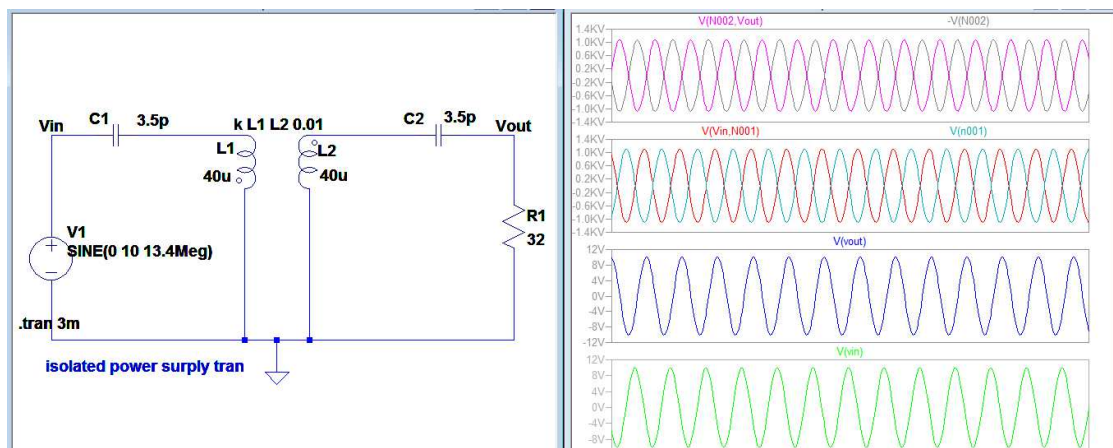 Vin
C1 3.5p
k L1 L2 0.01
C2 3.5p
Vout
L1
40u
L2
40u
R1
32
V1
SINE(0 10 13.4Meg)
.tran 3m
isolated power surply tran
V(N002,Vout) -V(N002)
1.4KV
1.0KV
0.6KV
0.2KV
-0.2KV
-0.6KV
-1.0KV
-1.4KV
V(Vin,N001) V(n001)
1.4KV
1.0KV
0.6KV
0.2KV
-0.2KV
-0.6KV
-1.0KV
-1.4KV
V(vout)
12V
8V
4V
0V
-4V
-8V
-12V
V(vin)
12V
8V
4V
0V
-4V
-8V